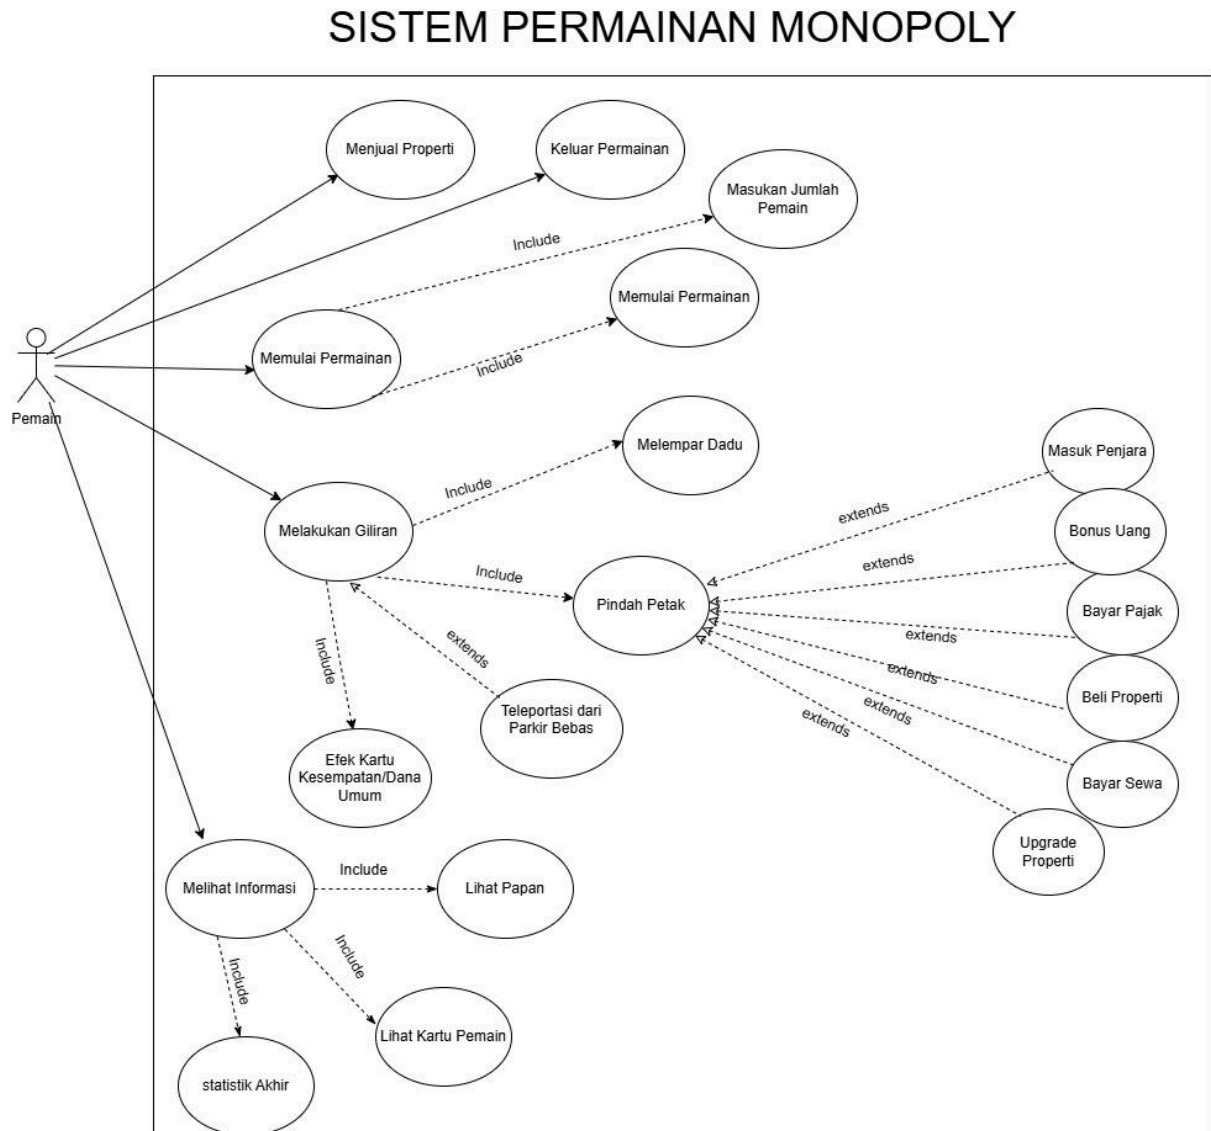 SISTEM PERMAINAN MONOPOLY
Menjual Properti
Keluar Permainan
Masukan Jumlah
Pemain
Include
Memulai Permainan
Memulai Permainan
Include
Pemain
Melempar Dadu
Masuk Penjara
Include
extends
Melakukan Giliran
Bonus Uang
extends
Include
Pindah Petak
Bayar Pajak
extends
Include
extends
extends
Beli Properti
extends
extends
Teleportasi dari
Parkir Bebas
Efek Kartu
Kesempatan/Dana
Umum
Bayar Sewa
Upgrade
Properti
Melihat Informasi
Include
Lihat Papan
Include
Include
Lihat Kartu Pemain
statistik Akhir